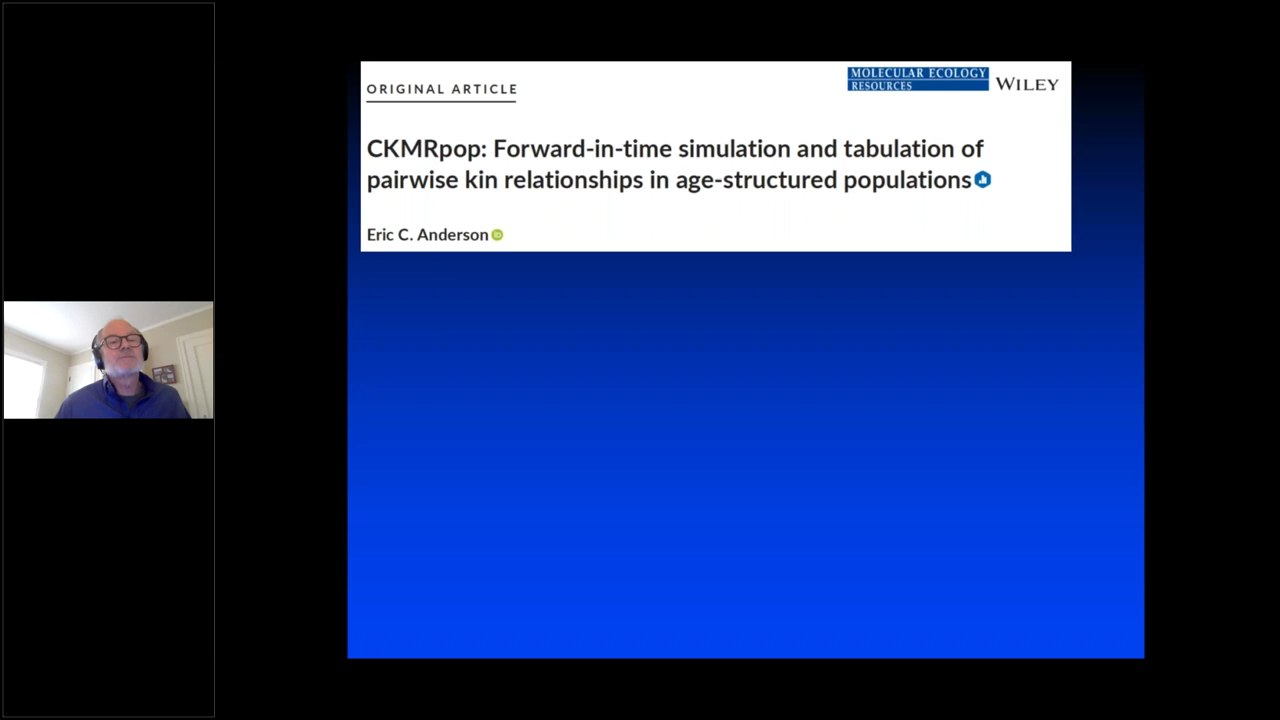 ORIGINAL ARTICLE
MOLECULAR ECOLOGY
RESOURCES
WILEY
CKMRpop: Forward-in-time simulation and tabulation of
pairwise kin relationships in age-structured populations
Eric C. Anderson